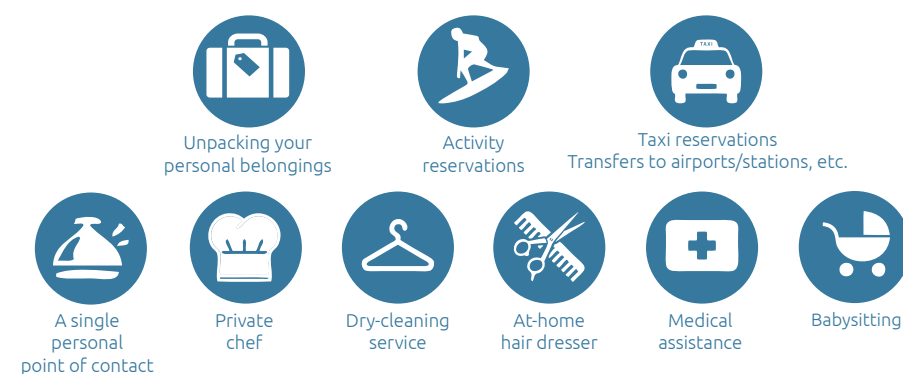 TAXI
Unpacking your
personal belongings
Activity
reservations
Taxi reservations
Transfers to airports/stations, etc.
A single
personal
point of contact
Private
chef
Dry-cleaning
service
At-home
hair dresser
Medical
assistance
Babysitting